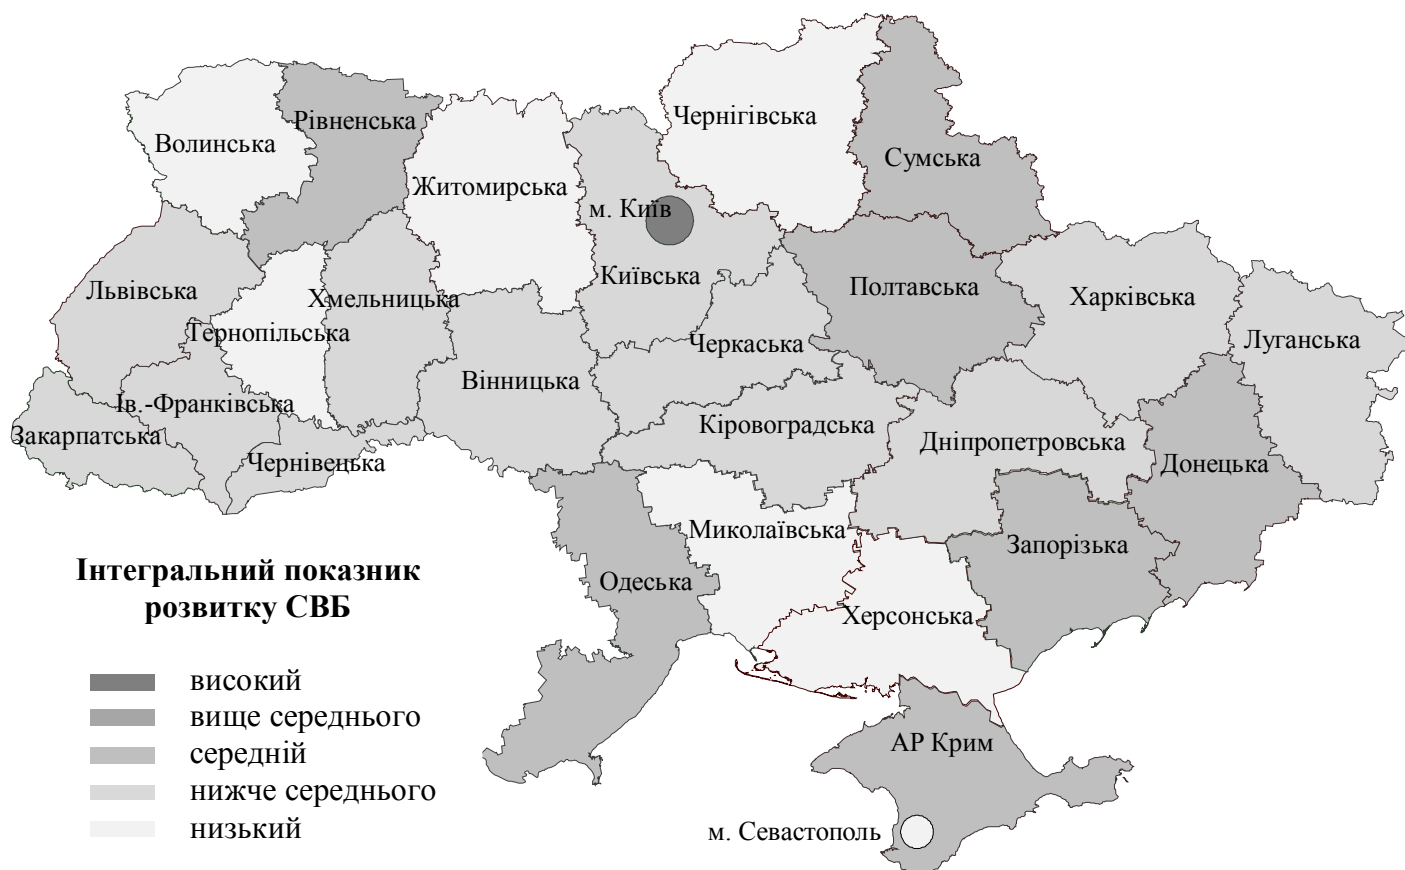 Чернігівська
Рівненська
Волинська
Сумська
Житомирська
м. Київ
Київська
Полтавська
Харківська
Львівська
Хмельницька
Тернопільська
Черкаська
Луганська
Вінницька
Ів.-Франківська
Закарпатська
Чернівецька
Кіровоградська
Дніпропетровська
Донецька
Миколаївська
Запорізька
Одеська
Херсонська
АР Крим
м. Севастополь
Інтегральний показник
розвитку СВБ
високий
вище середнього
середній
нижче середнього
низький